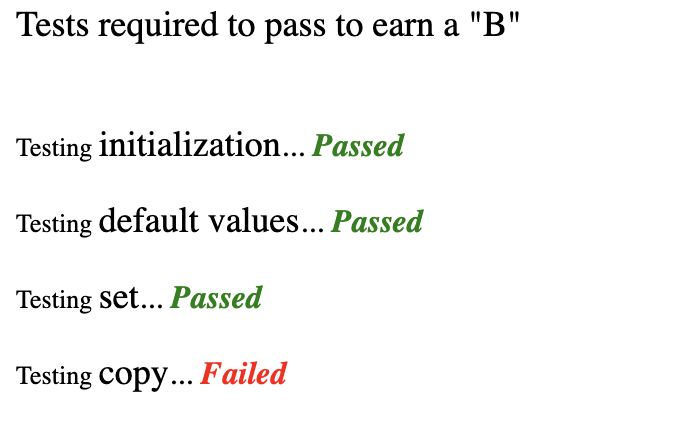 Tests required to pass to earn a "B"
Testing initialization... Passed
Testing default values... Passed
Testing set... Passed
Testing copy... Failed